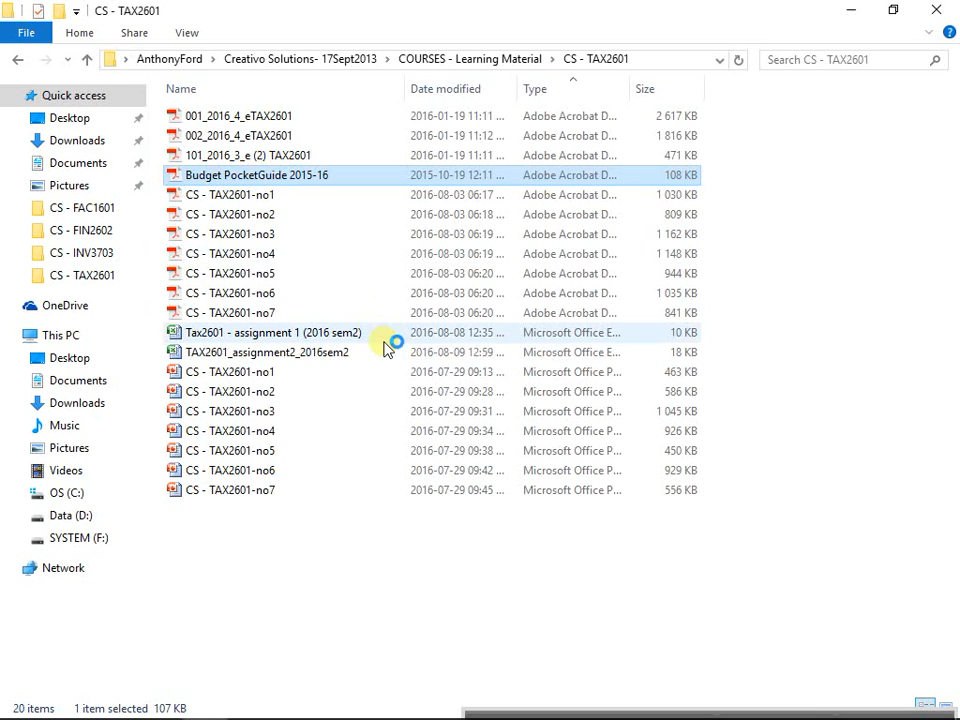 CS - TAX2601
File Home Share View
AnthonyFord Creativo Solutions- 17Sept2013 COURSES - Learning Material CS - TAX2601 Search CS - TAX2601
Name Date modified Type Size
Quick access
Desktop
Downloads
Documents
Pictures
CS - FAC1601
CS - FIN2602
CS - INV3703
CS - TAX2601
OneDrive
This PC
Desktop
Documents
Downloads
Music
Pictures
Videos
OS (C:)
Data (D:)
SYSTEM (F:)
Network
001_2016_4_eTAX2601 2016-01-19 11:11 ... Adobe Acrobat D... 2 617 KB
002_2016_4_eTAX2601 2016-01-19 11:12 ... Adobe Acrobat D... 1 816 KB
101_2016_3_e (2) TAX2601 2016-01-19 11:11 ... Adobe Acrobat D... 471 KB
Budget PocketGuide 2015-16 2015-10-19 12:11 ... Adobe Acrobat D... 108 KB
CS - TAX2601-no1 2016-08-03 06:17 ... Adobe Acrobat D... 1 030 KB
CS - TAX2601-no2 2016-08-03 06:18 ... Adobe Acrobat D... 809 KB
CS - TAX2601-no3 2016-08-03 06:19 ... Adobe Acrobat D... 1 162 KB
CS - TAX2601-no4 2016-08-03 06:19 ... Adobe Acrobat D... 1 148 KB
CS - TAX2601-no5 2016-08-03 06:20 ... Adobe Acrobat D... 944 KB
CS - TAX2601-no6 2016-08-03 06:20 ... Adobe Acrobat D... 1 035 KB
CS - TAX2601-no7 2016-08-03 06:20 ... Adobe Acrobat D... 841 KB
Tax2601 - assignment 1 (2016 sem2) 2016-08-08 12:35 ... Microsoft Office E... 10 KB
TAX2601_assignment2_2016sem2 2016-08-09 12:59 ... Microsoft Office E... 18 KB
CS - TAX2601-no1 2016-07-29 09:13 ... Microsoft Office P... 463 KB
CS - TAX2601-no2 2016-07-29 09:28 ... Microsoft Office P... 586 KB
CS - TAX2601-no3 2016-07-29 09:31 ... Microsoft Office P... 1 045 KB
CS - TAX2601-no4 2016-07-29 09:34 ... Microsoft Office P... 926 KB
CS - TAX2601-no5 2016-07-29 09:38 ... Microsoft Office P... 450 KB
CS - TAX2601-no6 2016-07-29 09:42 ... Microsoft Office P... 929 KB
CS - TAX2601-no7 2016-07-29 09:45 ... Microsoft Office P... 556 KB
20 items 1 item selected 107 KB